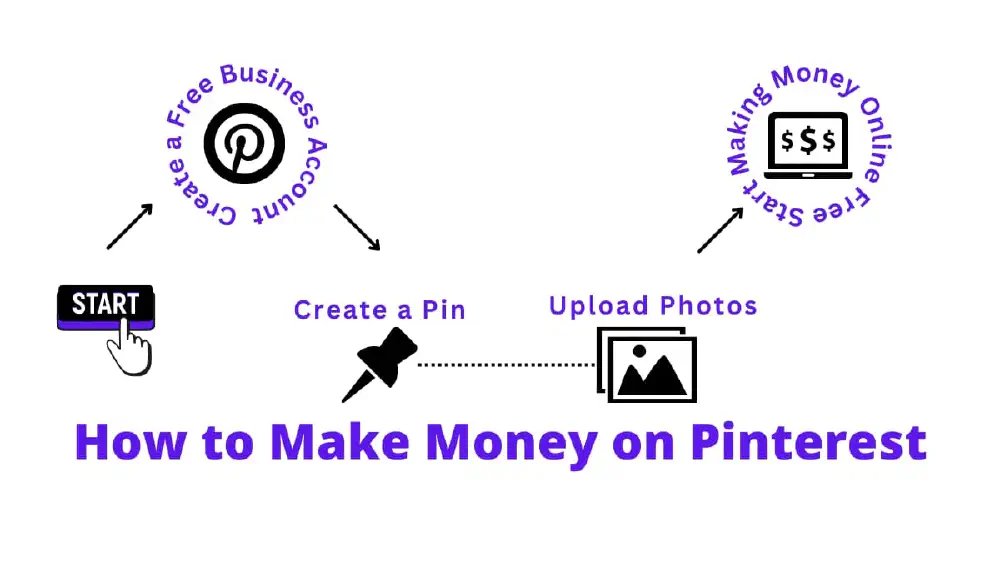 Create a Free Business Account
Start Making Money Online Free
$ $ $
START
Create a Pin
Upload Photos
How to Make Money on Pinterest